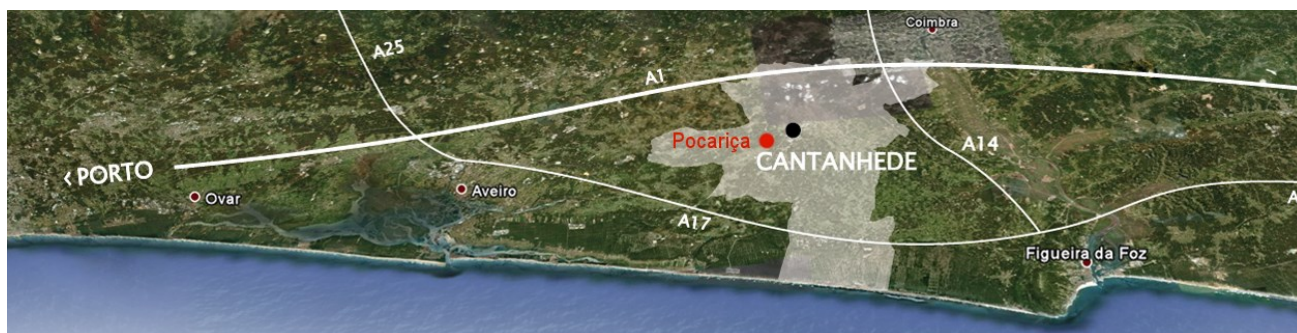 Coimbra
A25
A1
Pocariça
A14
CANTANHEDE
< PORTO
Aveiro
Ovar
A17
A
Figueira da Foz